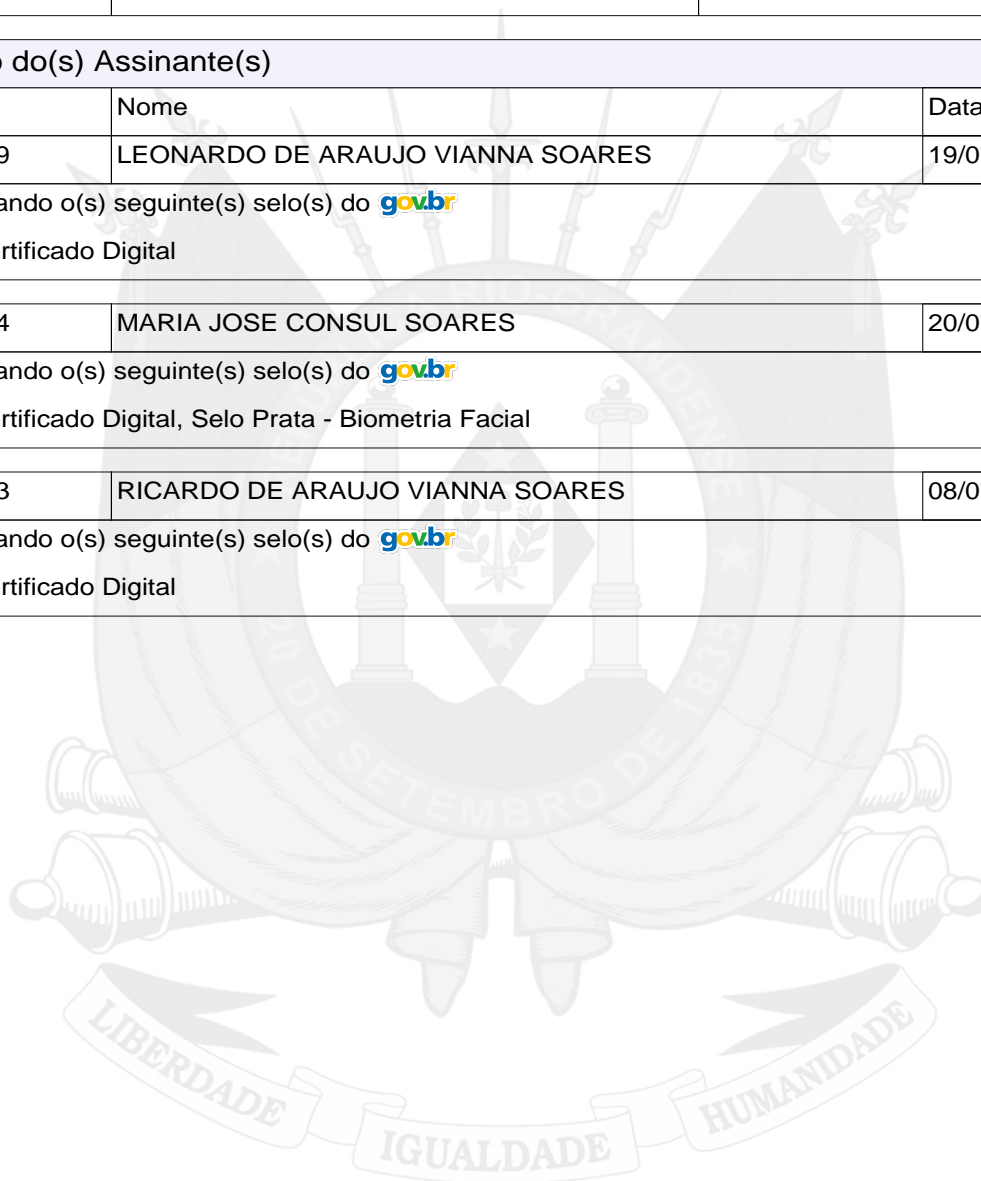 o do(s) Assinante(s)
Nome Data
9 LEONARDO DE ARAUJO VIANNA SOARES 19/0
ando o(s) seguinte(s) selo(s) do gov.br
rtificado Digital
4 MARIA JOSE CONSUL SOARES 20/0
ando o(s) seguinte(s) selo(s) do gov.br
rtificado Digital, Selo Prata - Biometria Facial
3 RICARDO DE ARAUJO VIANNA SOARES 08/0
ando o(s) seguinte(s) selo(s) do gov.br
rtificado Digital
REPUBLICA RIO-GRANDENSE
20 DE SETEMBRO DE 1835
LIBERDADE
IGUALDADE
HUMANIDADE